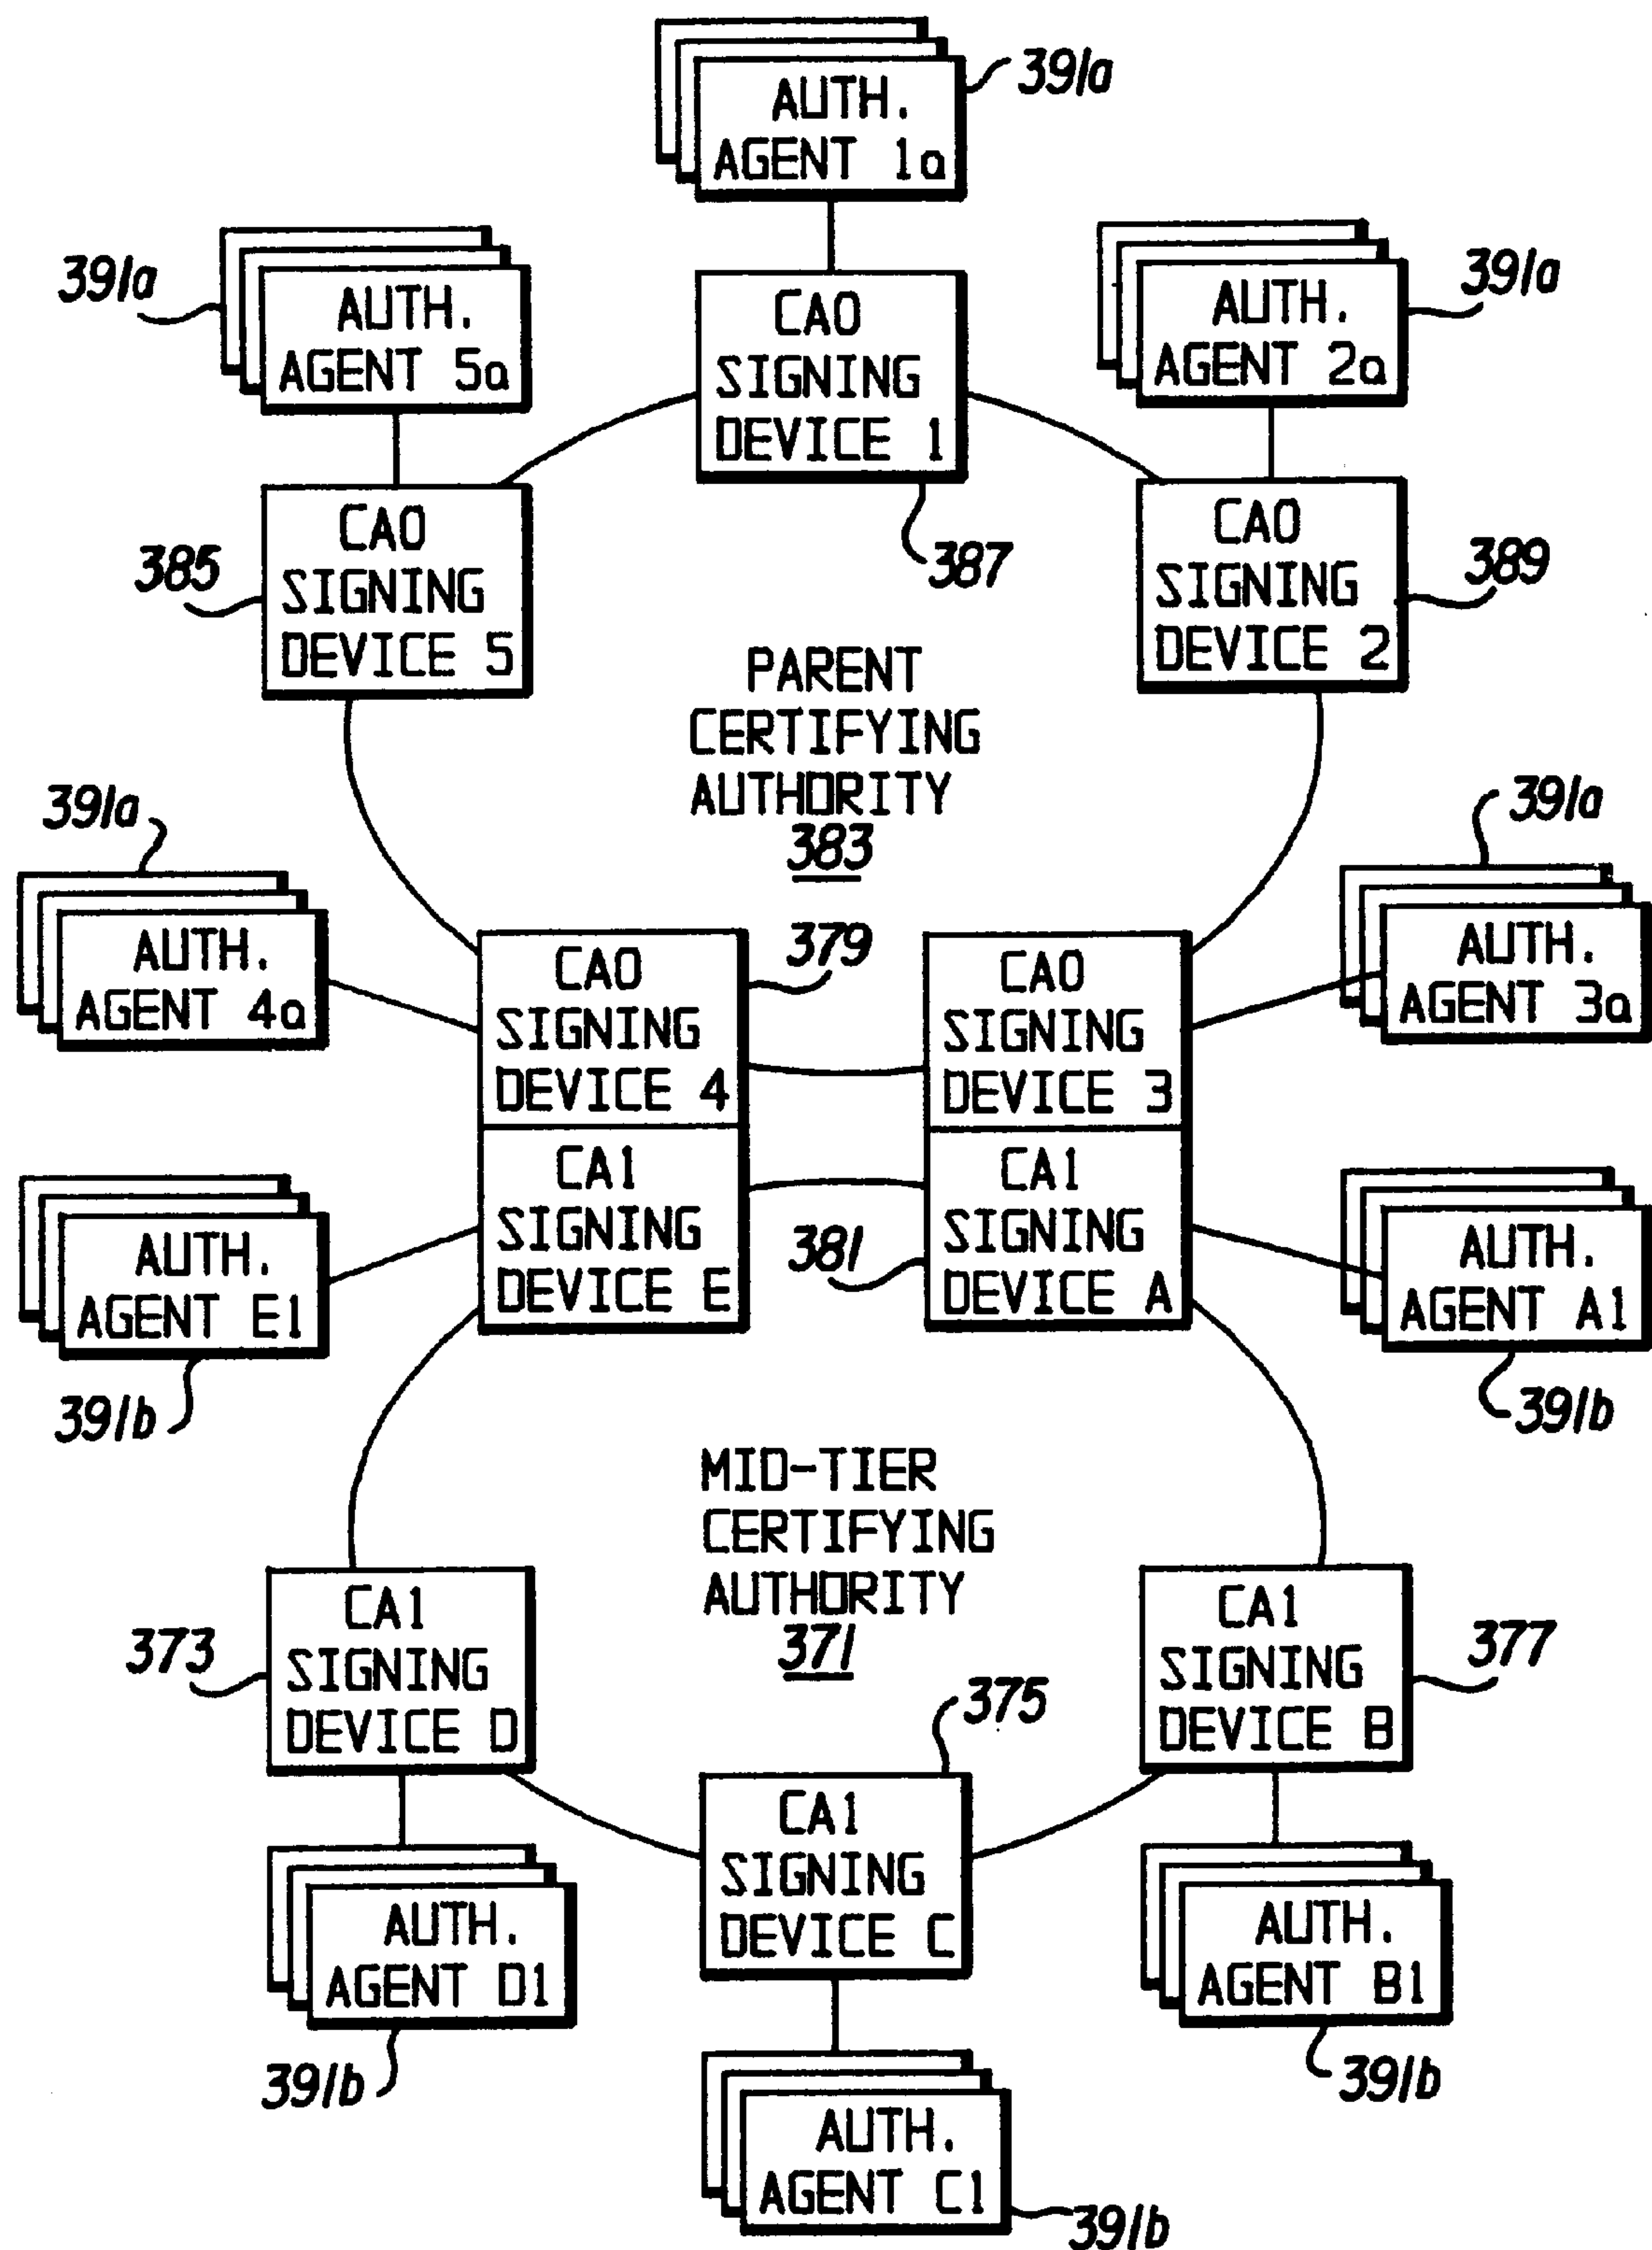 AUTH.
AGENT 1a
391a
AUTH.
AGENT 5a
391a
AUTH.
AGENT 2a
391a
CA0
SIGNING
DEVICE 1
387
CA0
SIGNING
DEVICE 5
385
CA0
SIGNING
DEVICE 2
389
PARENT
CERTIFYING
AUTHORITY
383
391a
AUTH.
AGENT 4a
391a
AUTH.
AGENT 3a
CA0
SIGNING
DEVICE 4
379
CA0
SIGNING
DEVICE 3
CA1
SIGNING
DEVICE E
CA1
SIGNING
DEVICE A
381
AUTH.
AGENT E1
391b
AUTH.
AGENT A1
391b
MID-TIER
CERTIFYING
AUTHORITY
371
CA1
SIGNING
DEVICE D
373
CA1
SIGNING
DEVICE B
377
375
CA1
SIGNING
DEVICE C
AUTH.
AGENT D1
391b
AUTH.
AGENT B1
391b
AUTH.
AGENT C1
391b